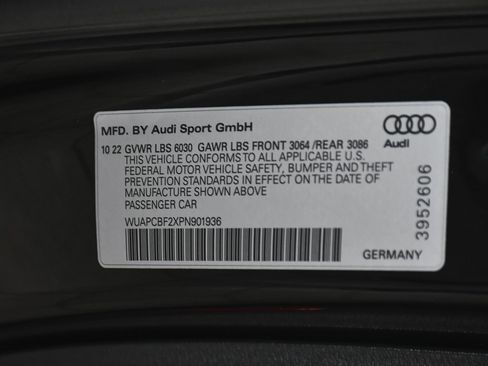 MFD. BY Audi Sport GmbH
Audi
10 22 GVWR LBS 6030 GAWR LBS FRONT 3064 /REAR 3086
THIS VEHICLE CONFORMS TO ALL APPLICABLE U.S.
FEDERAL MOTOR VEHICLE SAFETY, BUMPER AND THEFT
PREVENTION STANDARDS IN EFFECT ON THE DATE OF
MANUFACTURE SHOWN ABOVE
PASSENGER CAR
WUAPCBF2XPN901936
3952606
GERMANY